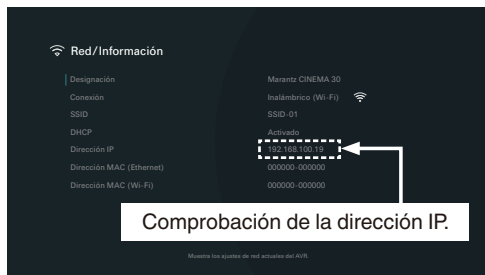 Red/Información
Designación Marantz CINEMA 30
Conexión Inalámbrico (Wi-Fi)
SSID SSID-01
DHCP Activado
Dirección IP 192.168.100.19
Dirección MAC (Ethernet) 000000-000000
Dirección MAC (Wi-Fi) 000000-000000
Comprobación de la dirección IP.
Muestra los ajustes de red actuales del AVR